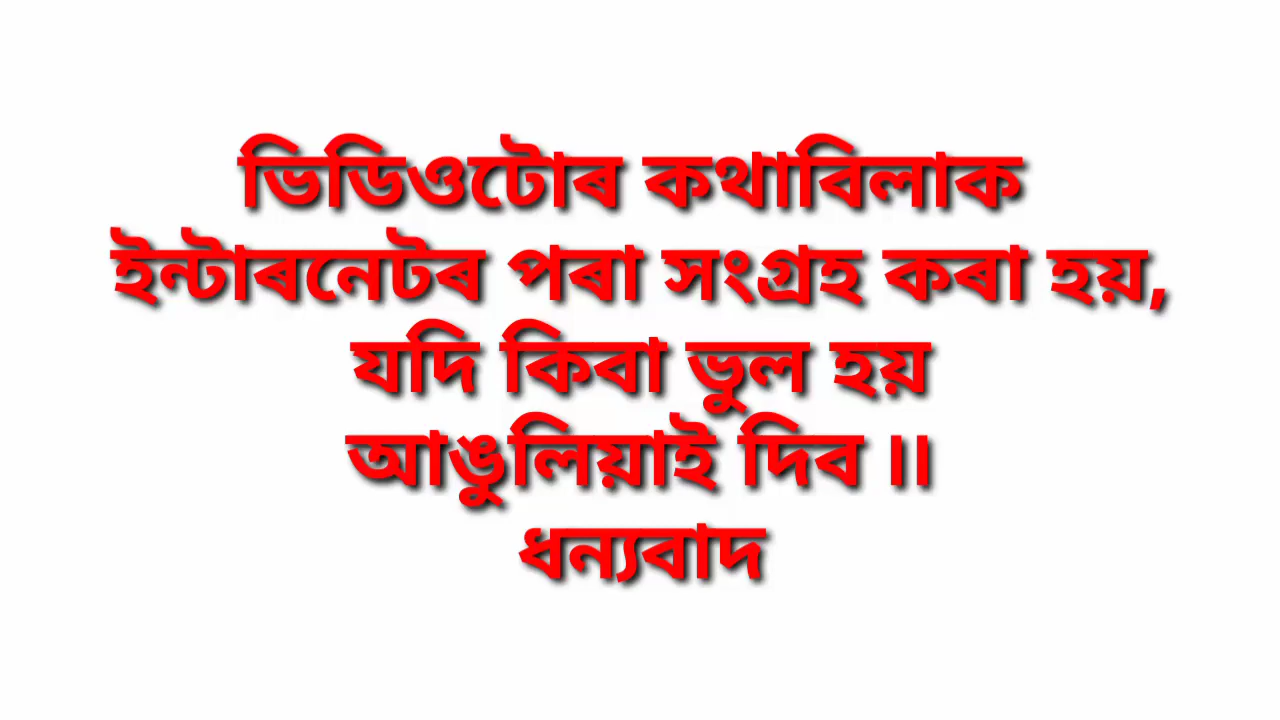 ভিডিওটোৰ কথাবিলাক
ইন্টাৰনেটৰ পৰা সংগ্ৰহ কৰা হয়,
যদি কিবা ভুল হয়
আঙুলিয়াই দিব ।।
ধন্যবাদ